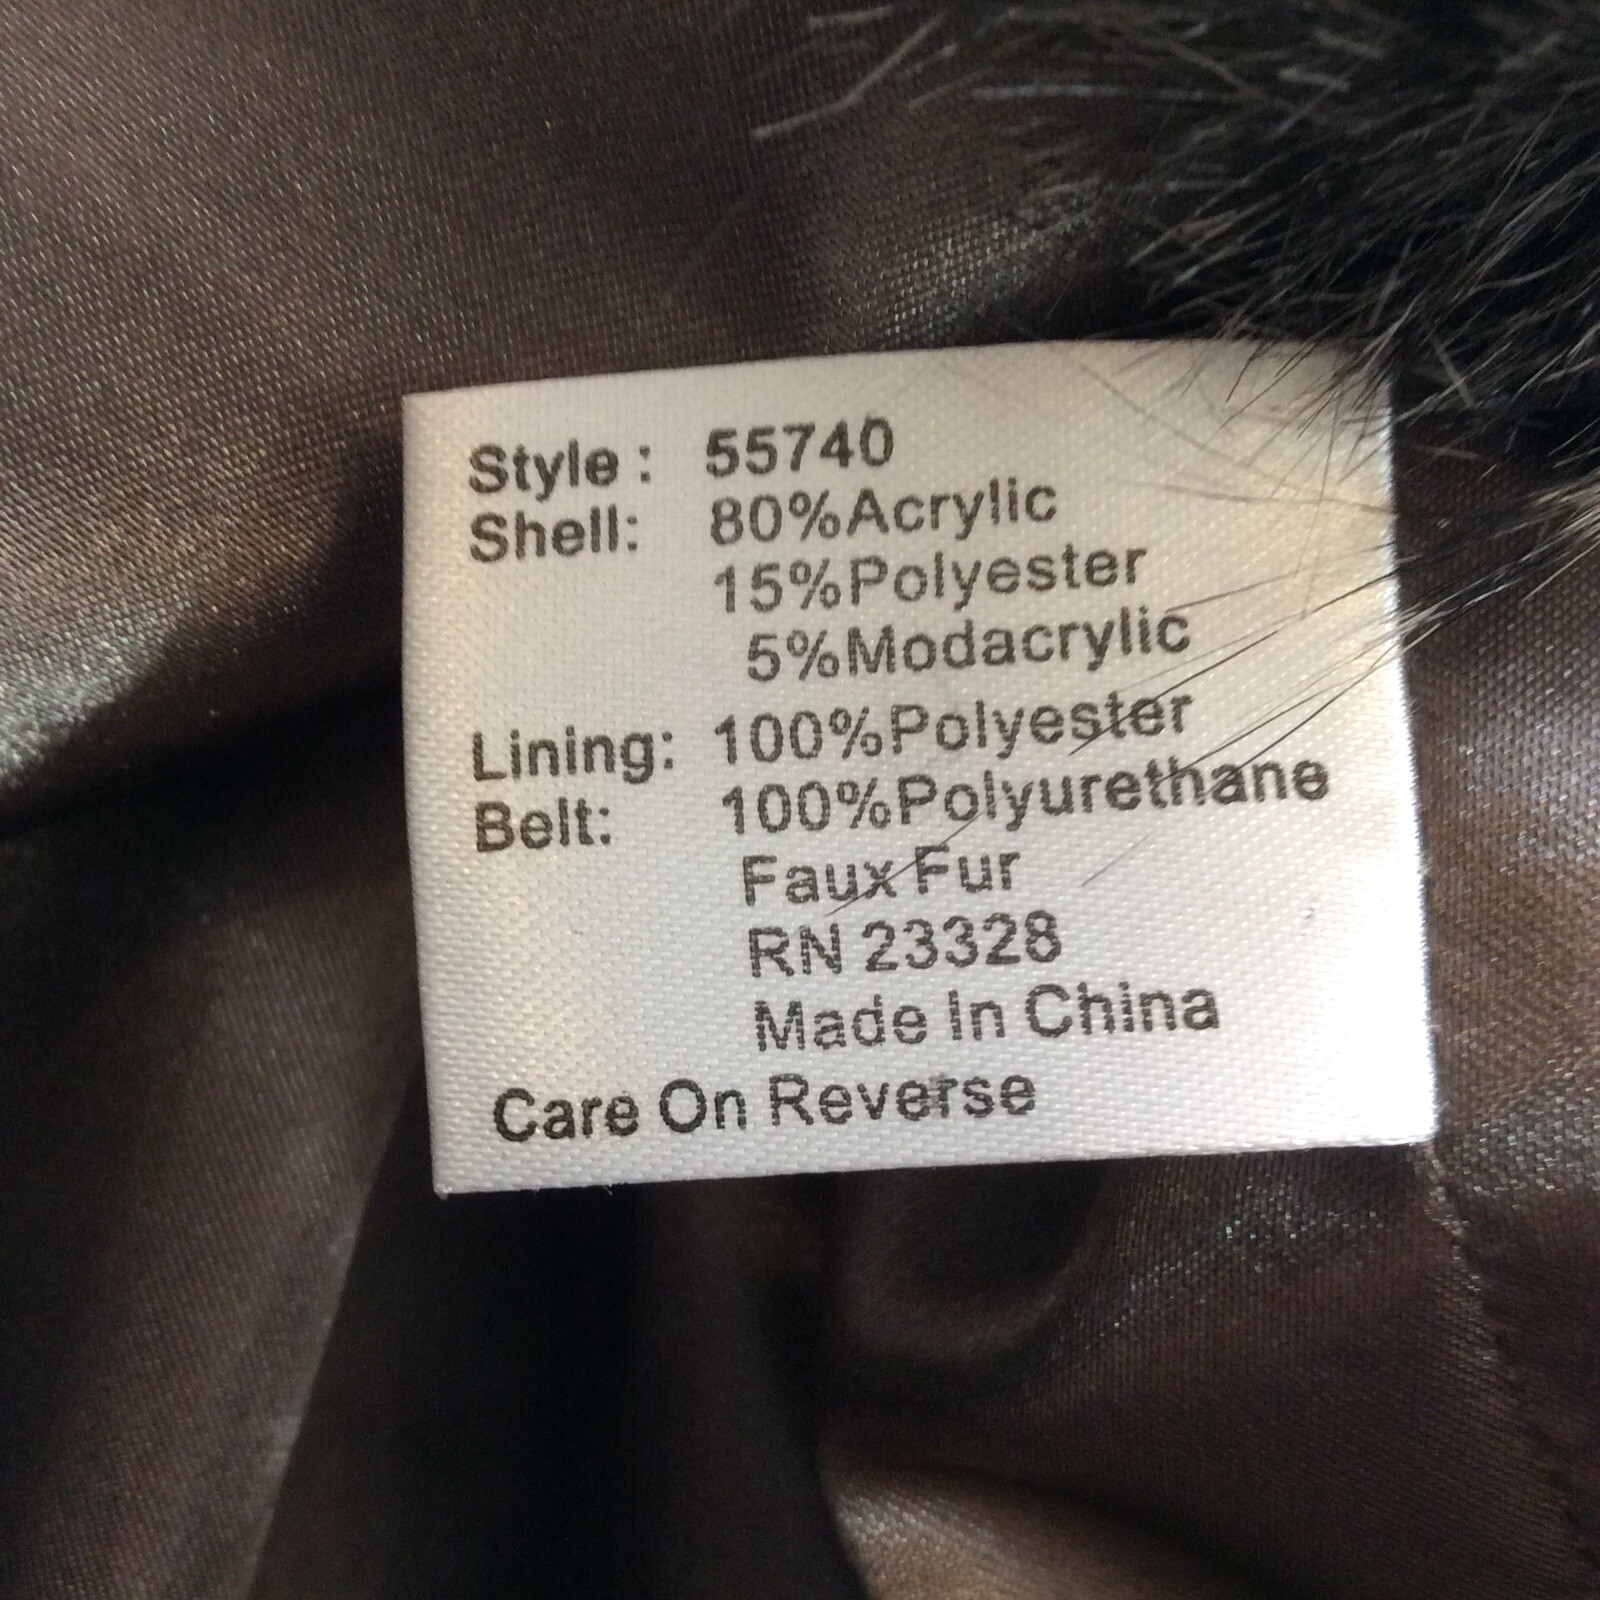 Style : 55740
Shell: 80%Acrylic
15%Polyester
5%Modacrylic
Lining: 100%Polyester
Belt: 100%Polyurethane
Faux Fur
RN 23328
Made In China
Care On Reverse